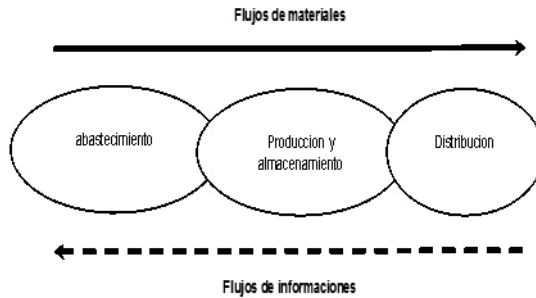 Flujos de materiales
abastecimiento
Produccion y
almacenamiento
Distribucion
Flujos de informaciones